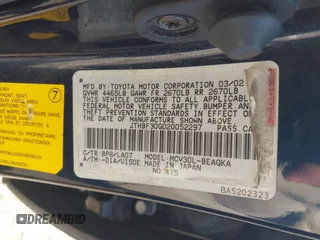 7
MFD. BY: TOYOTA MOTOR CORPORATION 03/02
GVWR 4465LB GAWR FR 2670LB RR 2670LB
THIS VEHICLE CONFORMS TO ALL APPLICABLE
FEDERAL MOTOR VEHICLE SAFETY, BUMPER, AND
THEFT PREVENTION STANDARDS IN EFFECT ON
THE DATE OF MANUFACTURE SHOWN ABOVE.
JTHBF30G020052297 PASS.CAR
C/TR:8P8/LA07 MODEL:MCV30L-BEAGKA
A/TM:-01A/U150E MADE IN JAPAN
NO.475
BA5202323